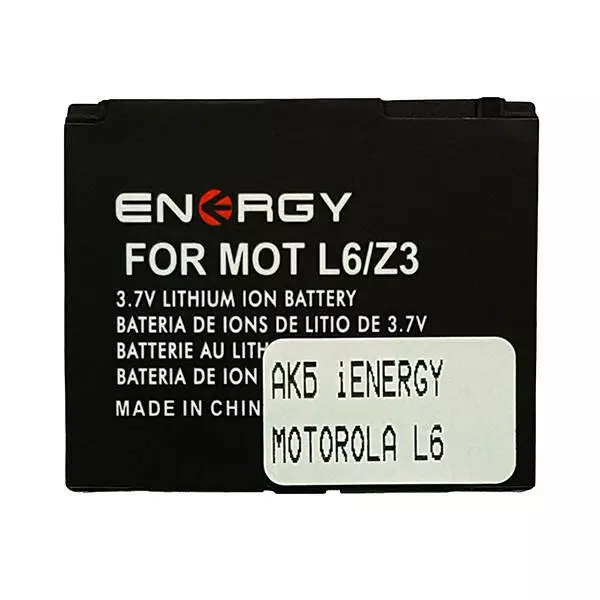 ENERGY
FOR MOT L6/Z3
3.7V LITHIUM ION BATTERY
BATERIA DE IONS DE LITIO DE 3.7V
BATTERIE AU LITH
BATERIA DE ION
MADE IN CHIN
АКБ iENERGY
MOTOROLA L6